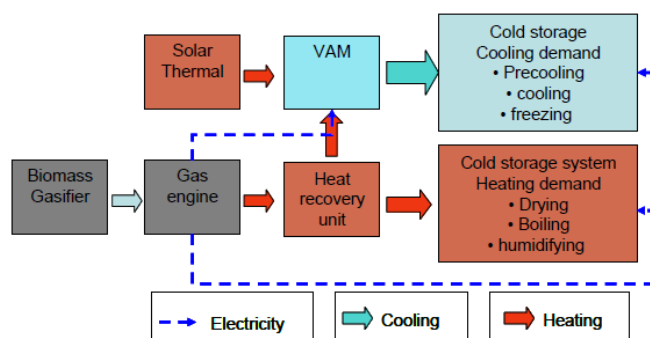 Solar
Thermal
VAM
Cold storage
Cooling demand
• Precooling
• cooling
• freezing
Biomass
Gasifier
Gas
engine
Heat
recovery
unit
Cold storage system
Heating demand
• Drying
• Boiling
• humidifying
Electricity
Cooling
Heating